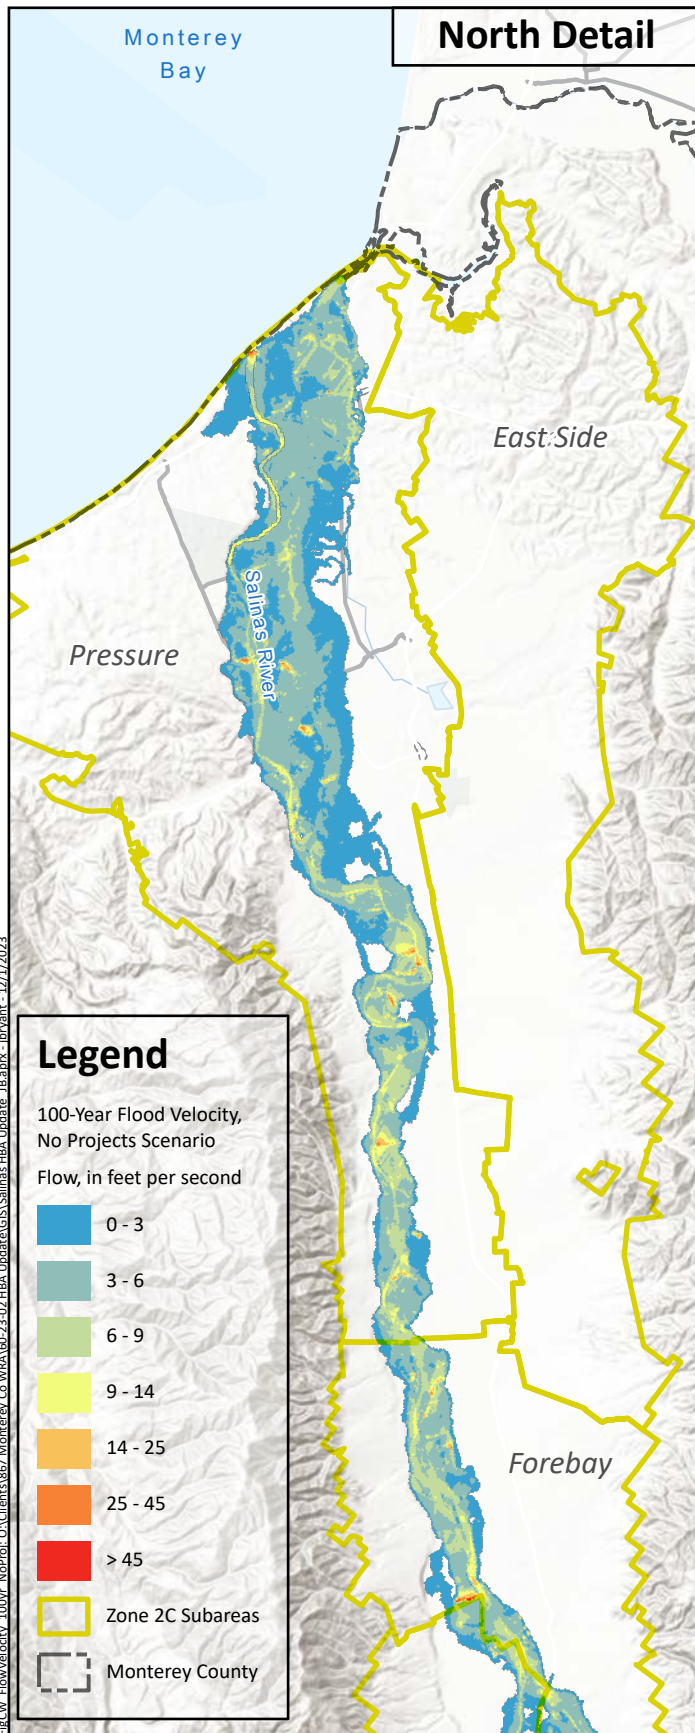 North Detail
Monterey
Bay
East Side
Salinas River
Pressure
Legend
100-Year Flood Velocity,
No Projects Scenario
Flow, in feet per second
0 - 3
3 - 6
6 - 9
9 - 14
14 - 25
25 - 45
> 45
Zone 2C Subareas
Monterey County
Forebay